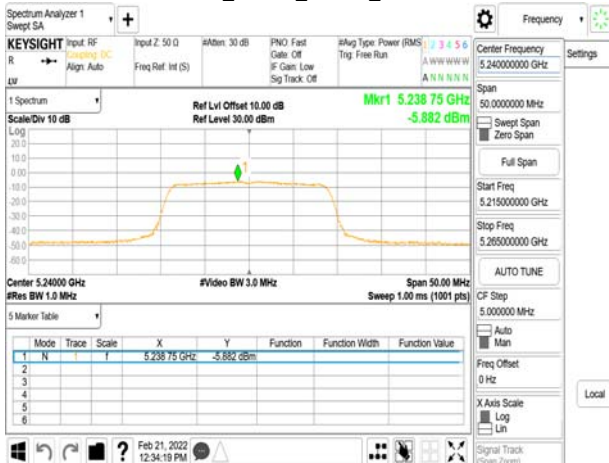 Spectrum Analyzer 1
Swept SA
Frequency
KEYSIGHT
R
Input: RF
Coupling: DC
Align: Auto
Input Z: 50 Ω
Freq Ref: Int (S)
#Atten: 30 dB
PNO: Fast
Gate: Off
IF Gain: Low
Sig Track: Off
#Avg Type: Power (RMS
Trig: Free Run
1 2 3 4 5 6
A W W W W W
A N N N N N
Center Frequency
5.240000000 GHz
Settings
1 Spectrum
Scale/Div 10 dB
Ref Lvl Offset 10.00 dB
Ref Level 30.00 dBm
Mkr1 5.238 75 GHz
-5.882 dBm
Span
50.0000000 MHz
Swept Span
Zero Span
Full Span
Start Freq
5.215000000 GHz
Stop Freq
5.265000000 GHz
AUTO TUNE
CF Step
5.000000 MHz
Auto
Man
Freq Offset
0 Hz
X Axis Scale
Log
Lin
Signal Track
(Span Zoom)
Local
Log
20.0
10.0
0.00
-10.0
-20.0
-30.0
-40.0
-50.0
-60.0
1
Center 5.24000 GHz
#Res BW 1.0 MHz
#Video BW 3.0 MHz
Span 50.00 MHz
Sweep 1.00 ms (1001 pts)
5 Marker Table
Mode Trace Scale X Y Function Function Width Function Value
1 N 1 f 5.238 75 GHz -5.882 dBm
2
3
4
5
6
Feb 21, 2022
12:34:19 PM